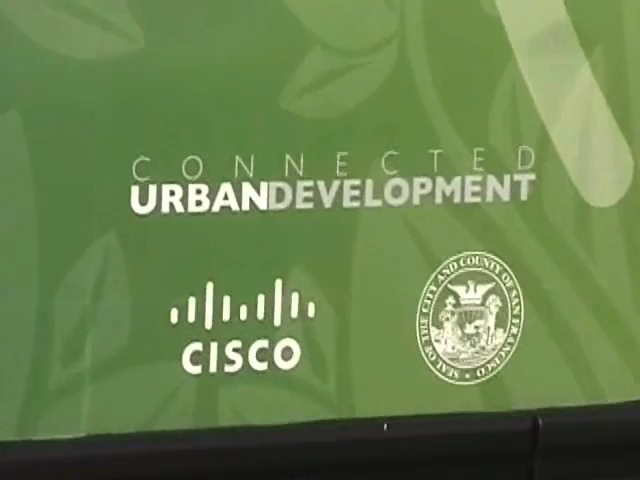 CONNECTED
URBANDEVELOPMENT
CISCO
SEAL OF THE CITY AND COUNTY OF SAN FRANCISCO